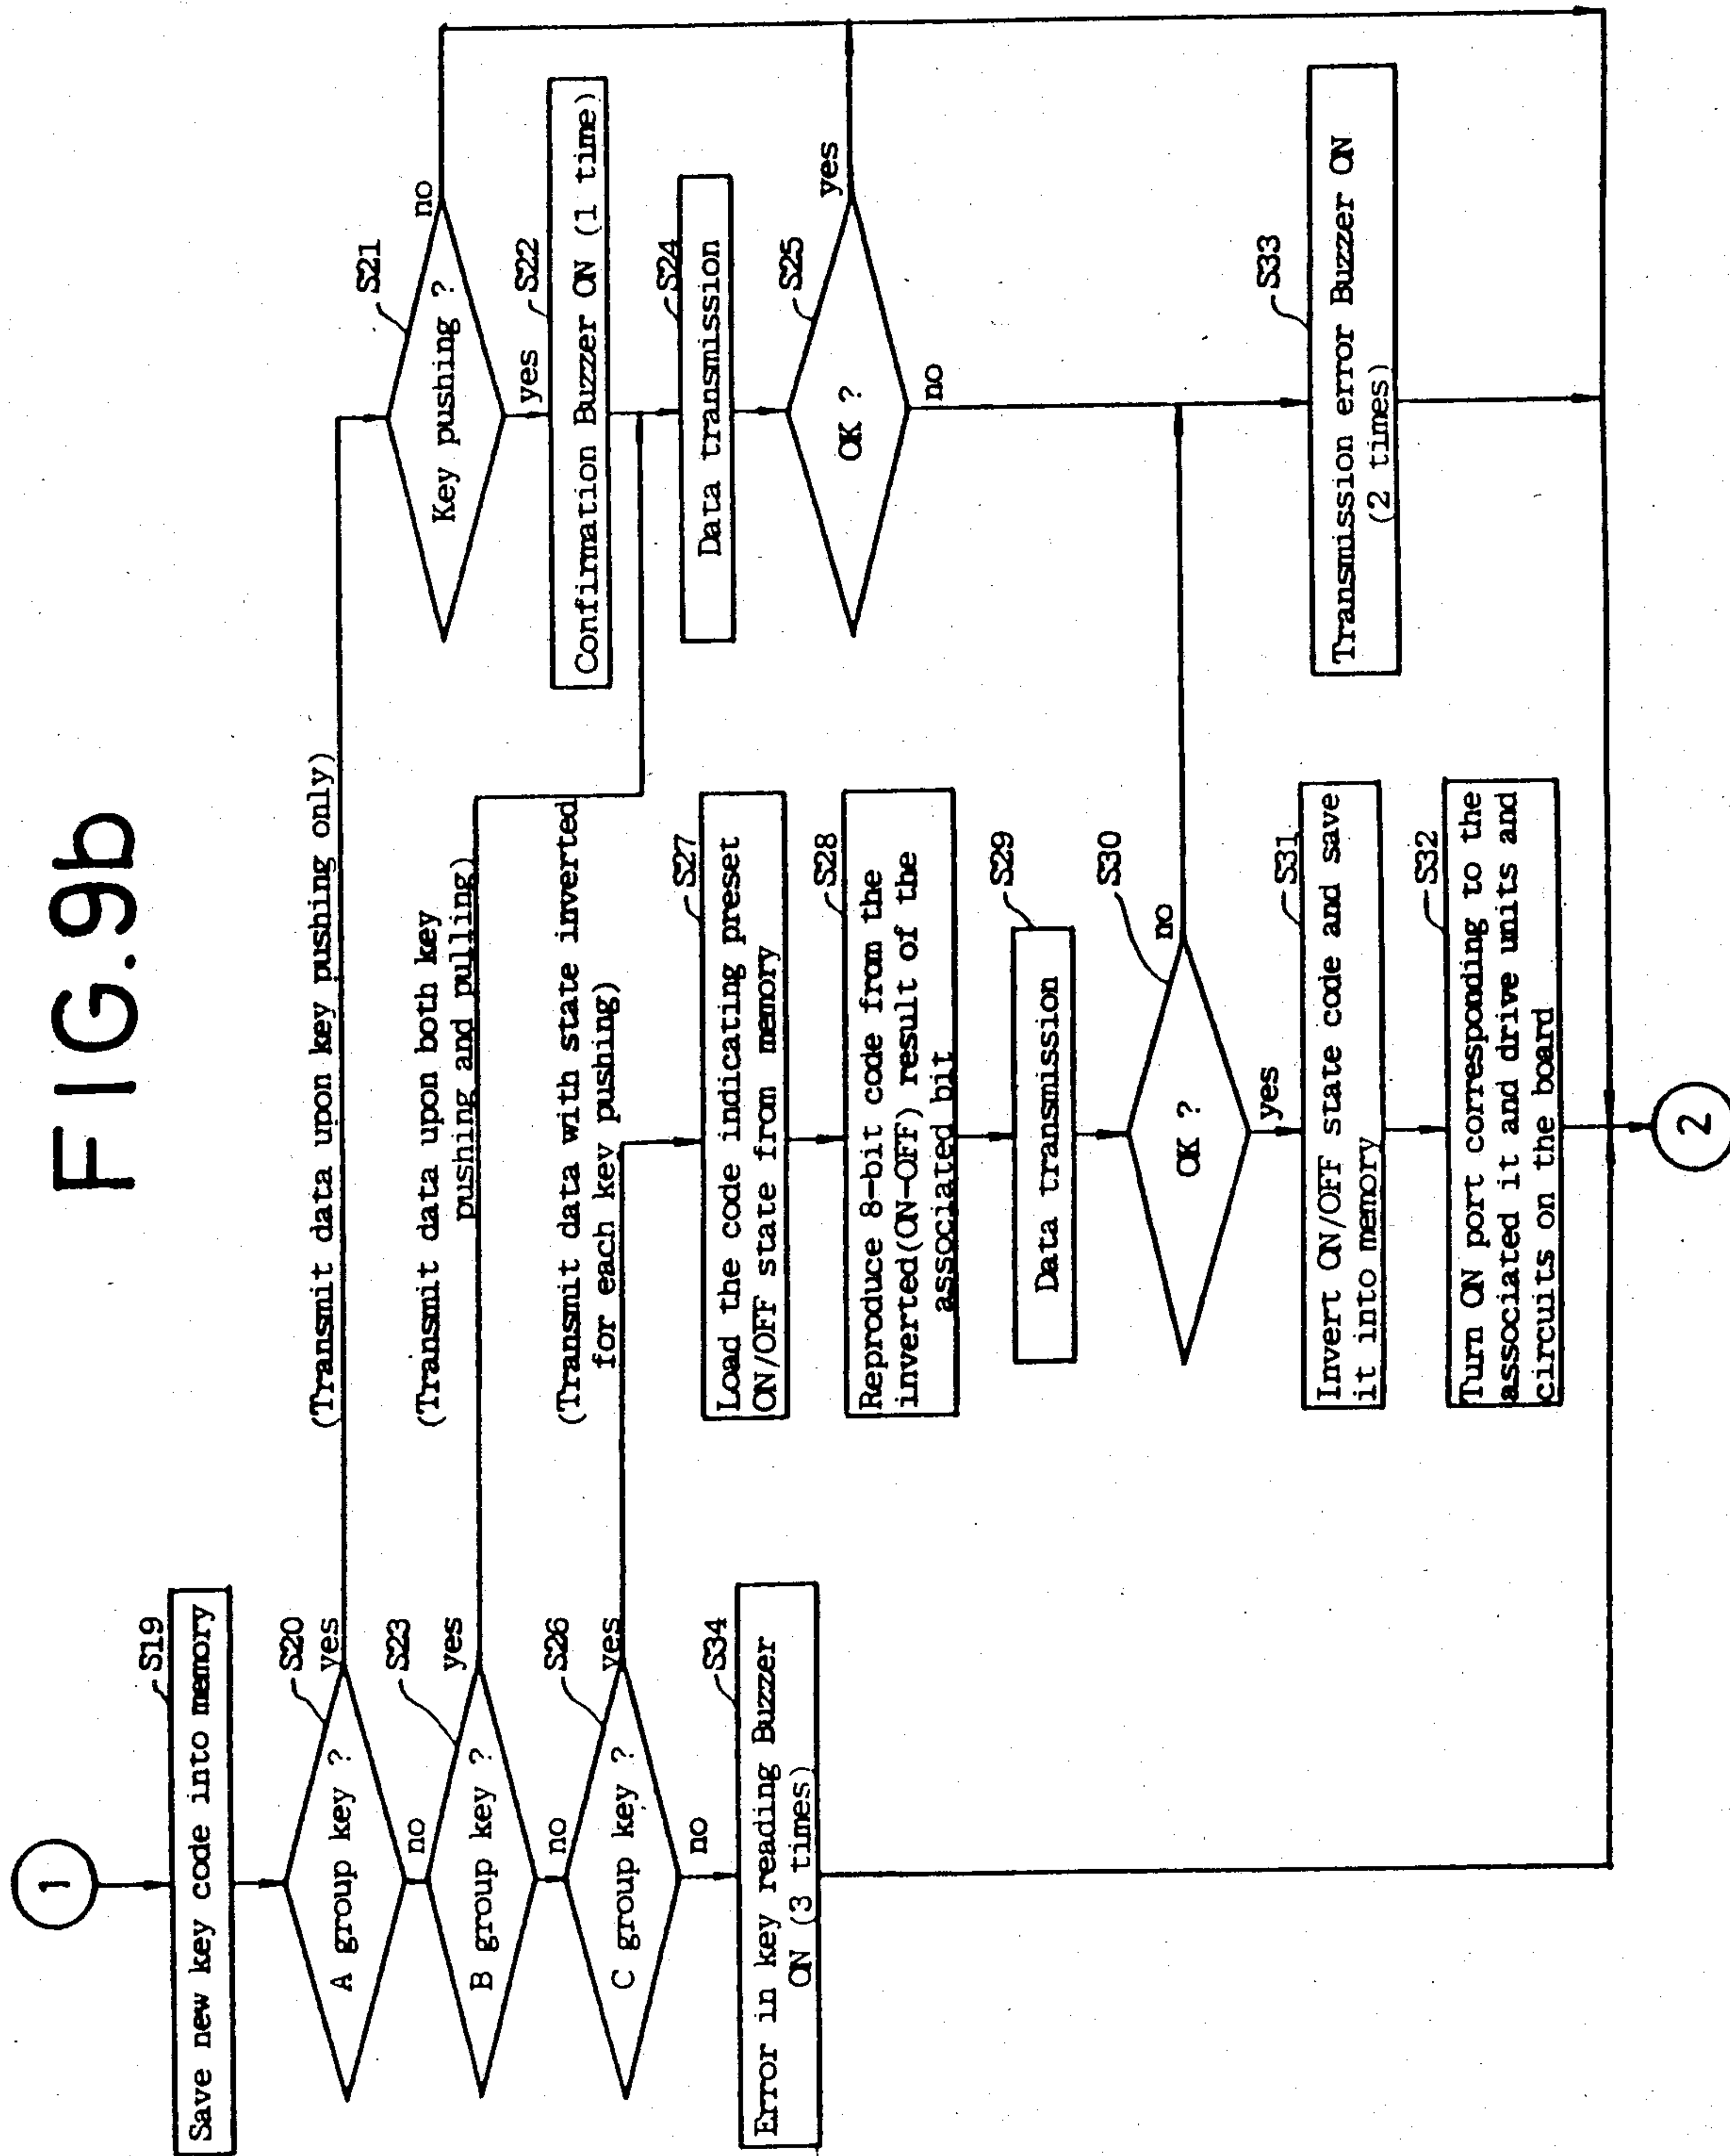 FIG.9b
1
S19
Save new key code into memory
S20
A group key ?
yes
no
(Transmit data upon key pushing only)
S23
B group key ?
yes
no
(Transmit data upon both key
pushing and pulling)
S26
C group key ?
yes
no
(Transmit data with state inverted
for each key pushing)
S34
Error in key reading Buzzer
ON (3 times)
S27
Load the code indicating preset
ON/OFF state from memory
S28
Reproduce 8-bit code from the
inverted(ON-OFF) result of the
associated bit
S29
Data transmission
S30
OK ?
no
yes
S31
Invert ON/OFF state code and save
it into memory
S32
Turn ON port corresponding to the
associated it and drive units and
circuits on the board
S21
Key pushing ?
no
yes
S22
Confirmation Buzzer ON (1 time)
S24
Data transmission
S25
OK ?
yes
no
S33
Transmission error Buzzer ON
(2 times)
2